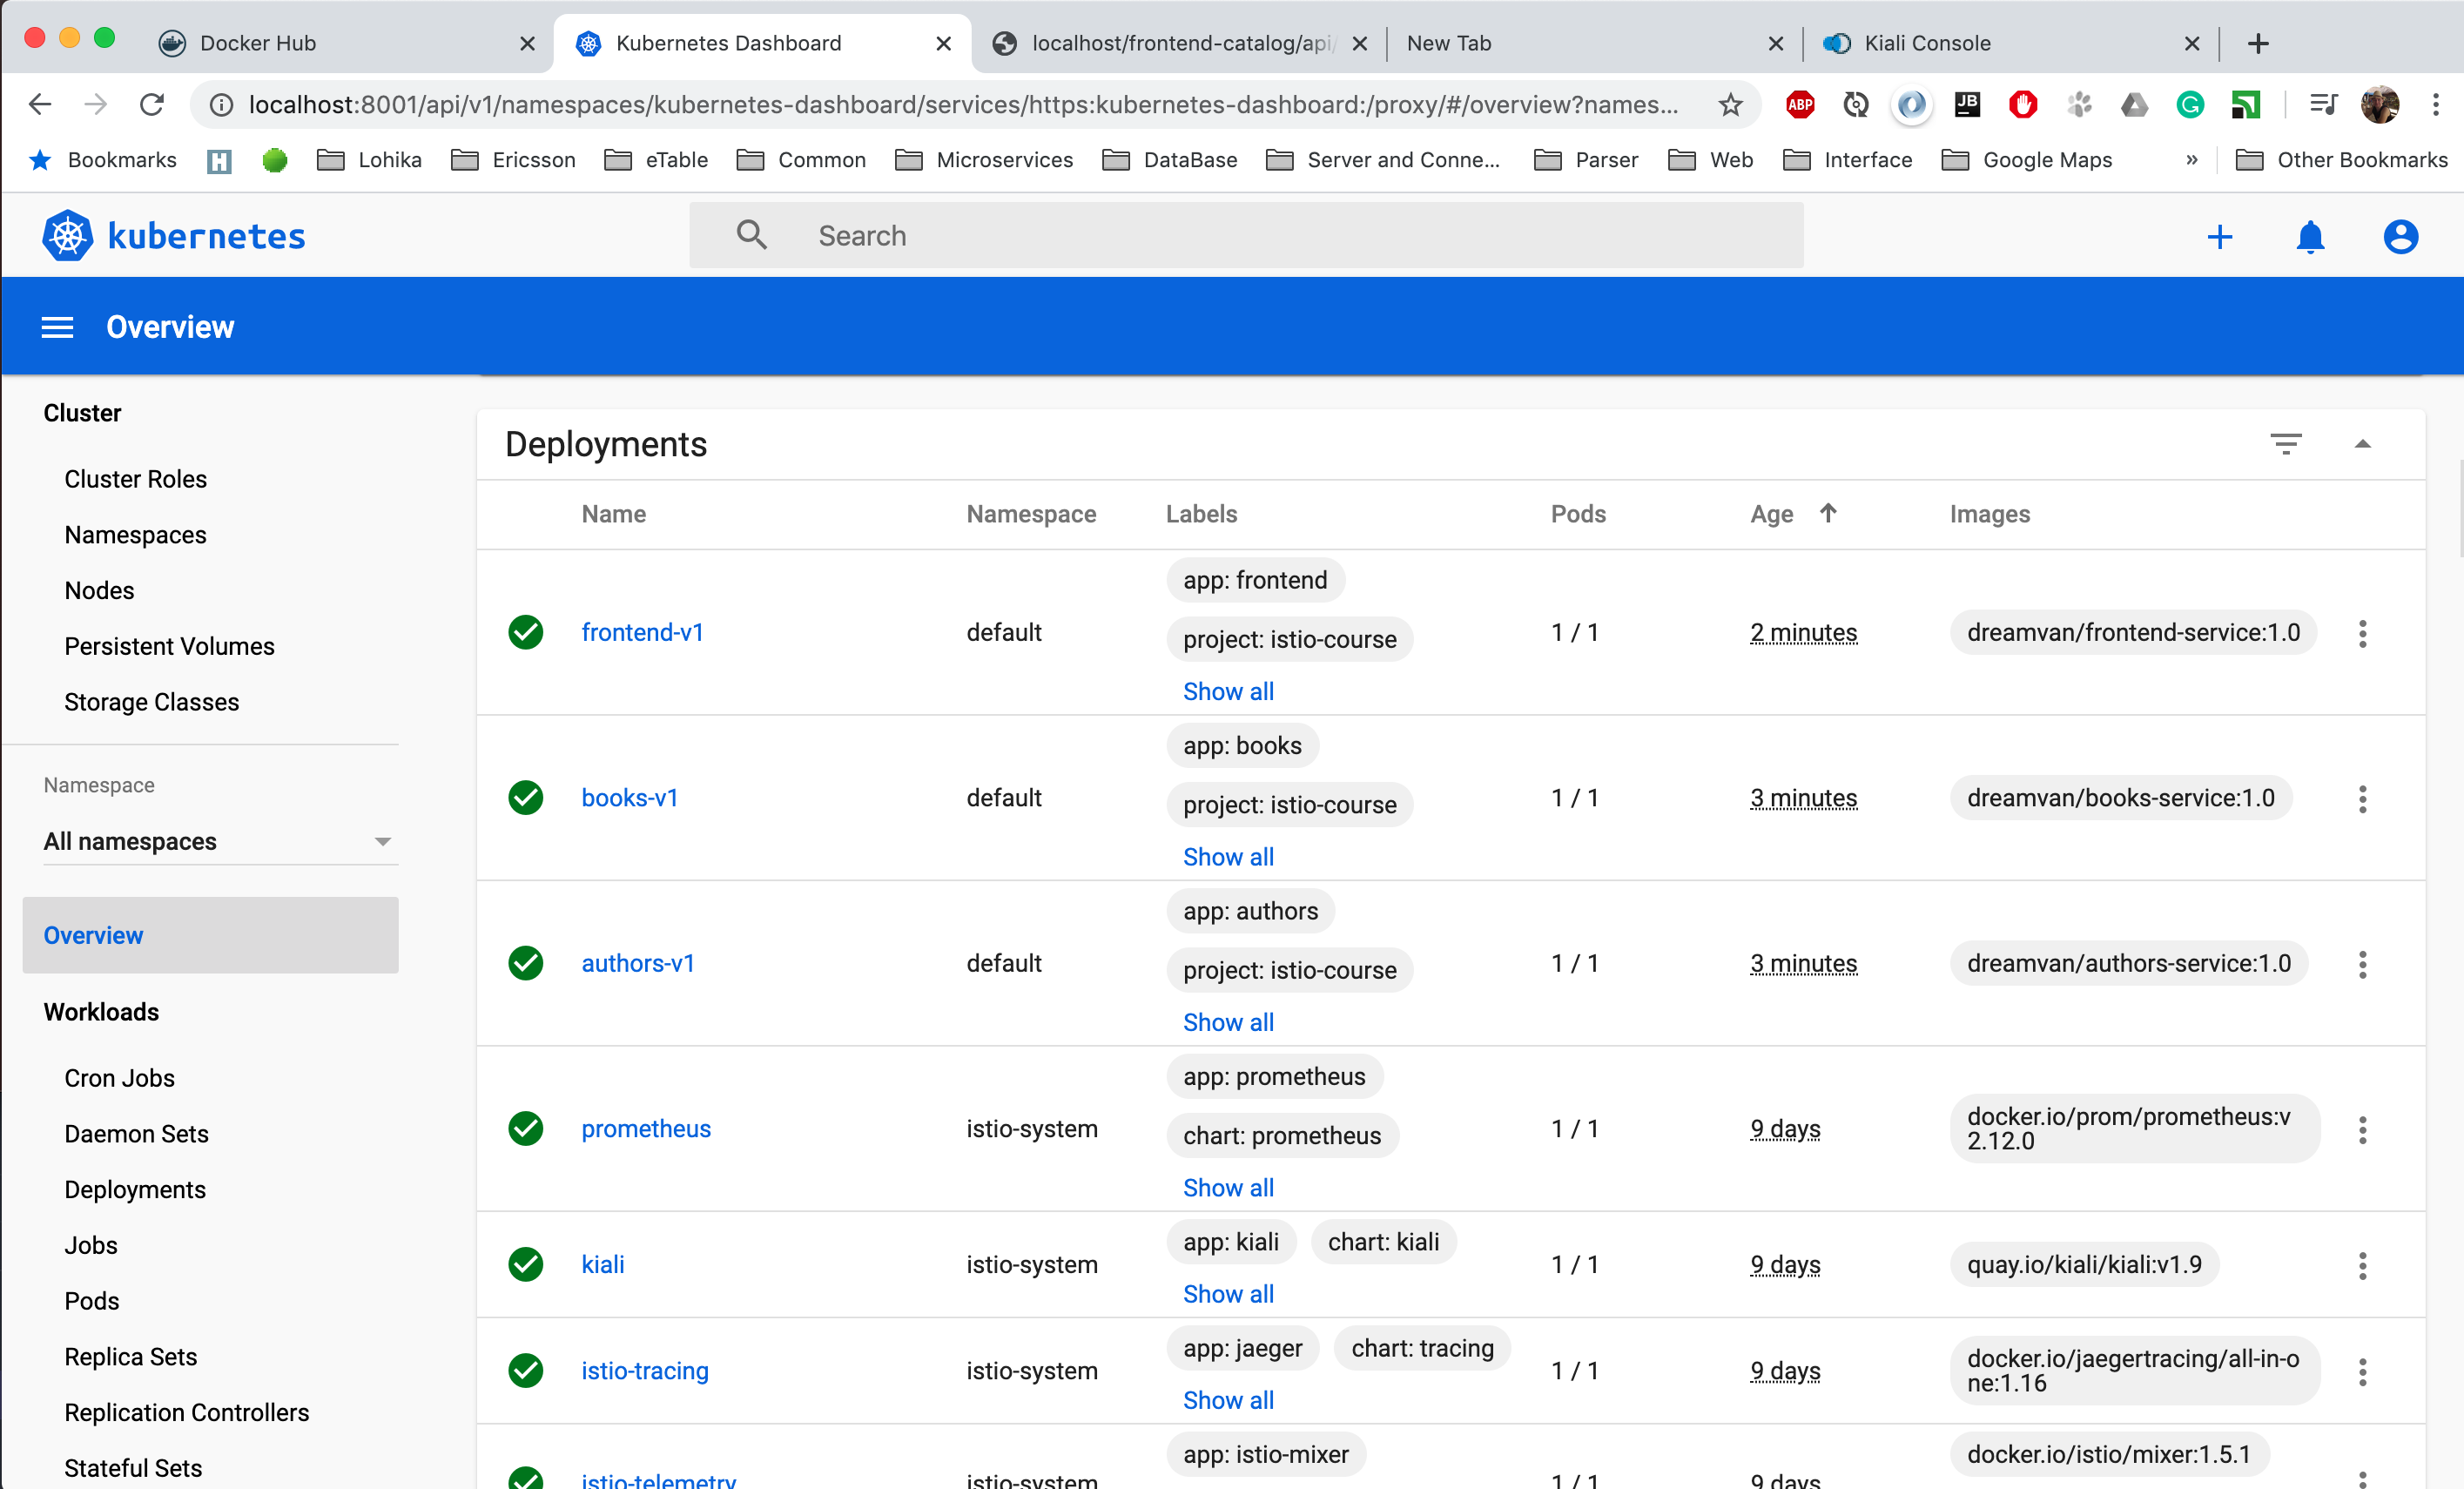 Docker Hub
Kubernetes Dashboard
localhost/frontend-catalog/api/
New Tab
Kiali Console
localhost:8001/api/v1/namespaces/kubernetes-dashboard/services/https:kubernetes-dashboard:/proxy/#/overview?names...
ABP
JB
G
Bookmarks
H
Lohika
Ericsson
eTable
Common
Microservices
DataBase
Server and Conne...
Parser
Web
Interface
Google Maps
»
Other Bookmarks
kubernetes
Search
Overview
Cluster
Cluster Roles
Namespaces
Nodes
Persistent Volumes
Storage Classes
Namespace
All namespaces
Overview
Workloads
Cron Jobs
Daemon Sets
Deployments
Jobs
Pods
Replica Sets
Replication Controllers
Stateful Sets
Deployments
Name Namespace Labels Pods Age Images
app: frontend
project: istio-course
Show all
frontend-v1 default 1 / 1 2 minutes dreamvan/frontend-service:1.0
app: books
project: istio-course
Show all
books-v1 default 1 / 1 3 minutes dreamvan/books-service:1.0
app: authors
project: istio-course
Show all
authors-v1 default 1 / 1 3 minutes dreamvan/authors-service:1.0
app: prometheus
chart: prometheus
Show all
prometheus istio-system 1 / 1 9 days docker.io/prom/prometheus:v
2.12.0
app: kiali chart: kiali
Show all
kiali istio-system 1 / 1 9 days quay.io/kiali/kiali:v1.9
app: jaeger chart: tracing
Show all
istio-tracing istio-system 1 / 1 9 days docker.io/jaegertracing/all-in-o
ne:1.16
app: istio-mixer
istio-telemetry istio-system 1 / 1 9 days docker.io/istio/mixer:1.5.1